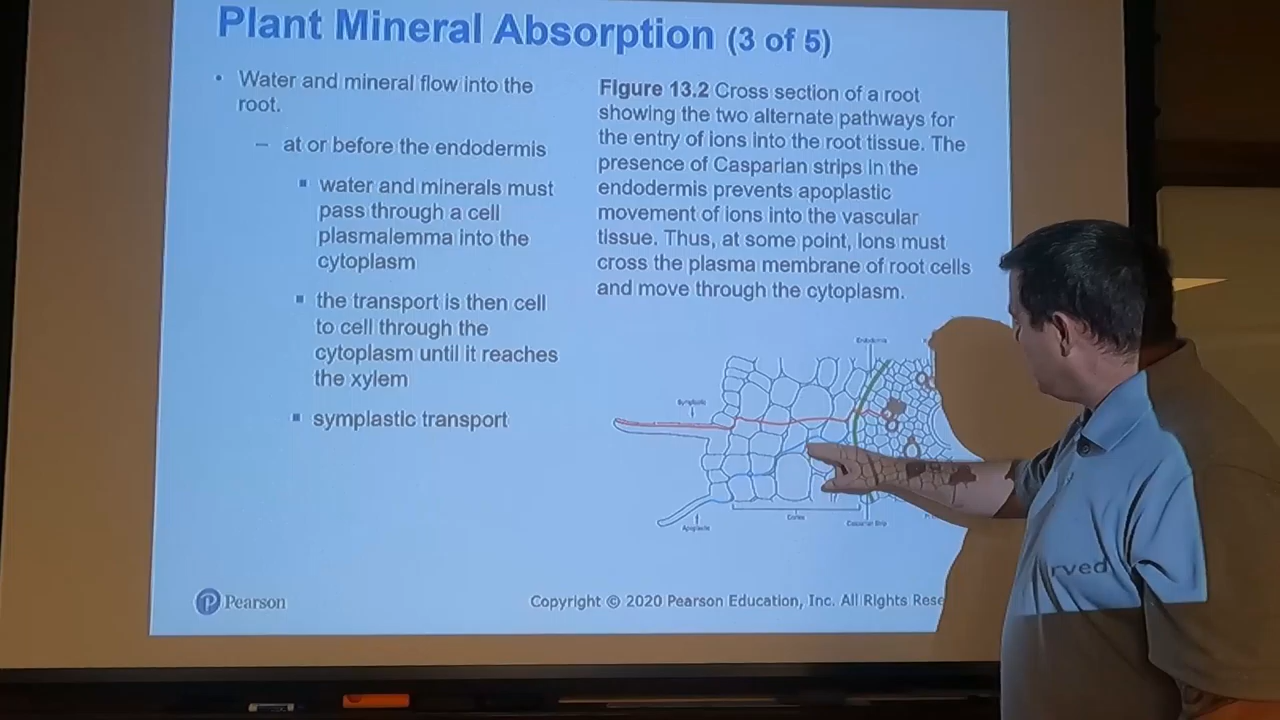 Plant Mineral Absorption (3 of 5)
• Water and mineral flow into the
root.
– at or before the endodermis
▪ water and minerals must
pass through a cell
plasmalemma into the
cytoplasm
▪ the transport is then cell
to cell through the
cytoplasm until it reaches
the xylem
▪ symplastic transport
Figure 13.2 Cross section of a root
showing the two alternate pathways for
the entry of ions into the root tissue. The
presence of Casparian strips in the
endodermis prevents apoplastic
movement of ions into the vascular
tissue. Thus, at some point, Ions must
cross the plasma membrane of root cells
and move through the cytoplasm.
Endodermis
Symplastic
Cortex
Casparian Strip
Apoplastic
Pearson
Copyright © 2020 Pearson Education, Inc. All Rights Rese
rved